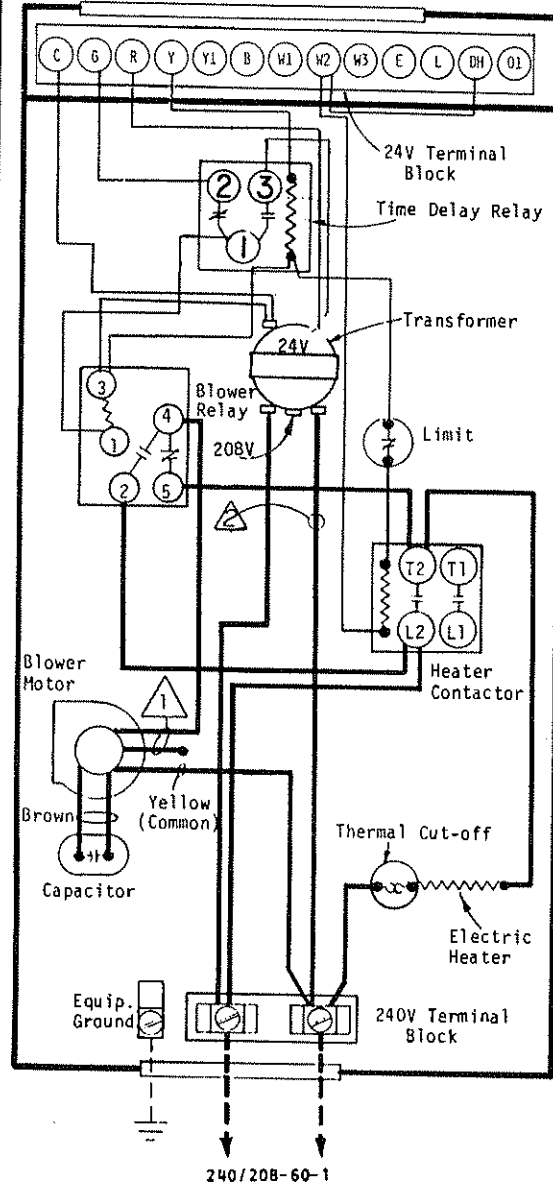 C G R Y Y1 B W1 W2 W3 E L DH O1
24V Terminal
Block
2 3
Time Delay Relay
1
Transformer
24V
3
Blower
Relay
4
1
208V
Limit
2 5
2
T2 T1
L2 L1
Heater
Contactor
Blower
Motor
1
Yellow
(Common)
Brown
Capacitor
Thermal Cut-off
Electric
Heater
Equip.
Ground
240V Terminal
Block
240/208-60-1